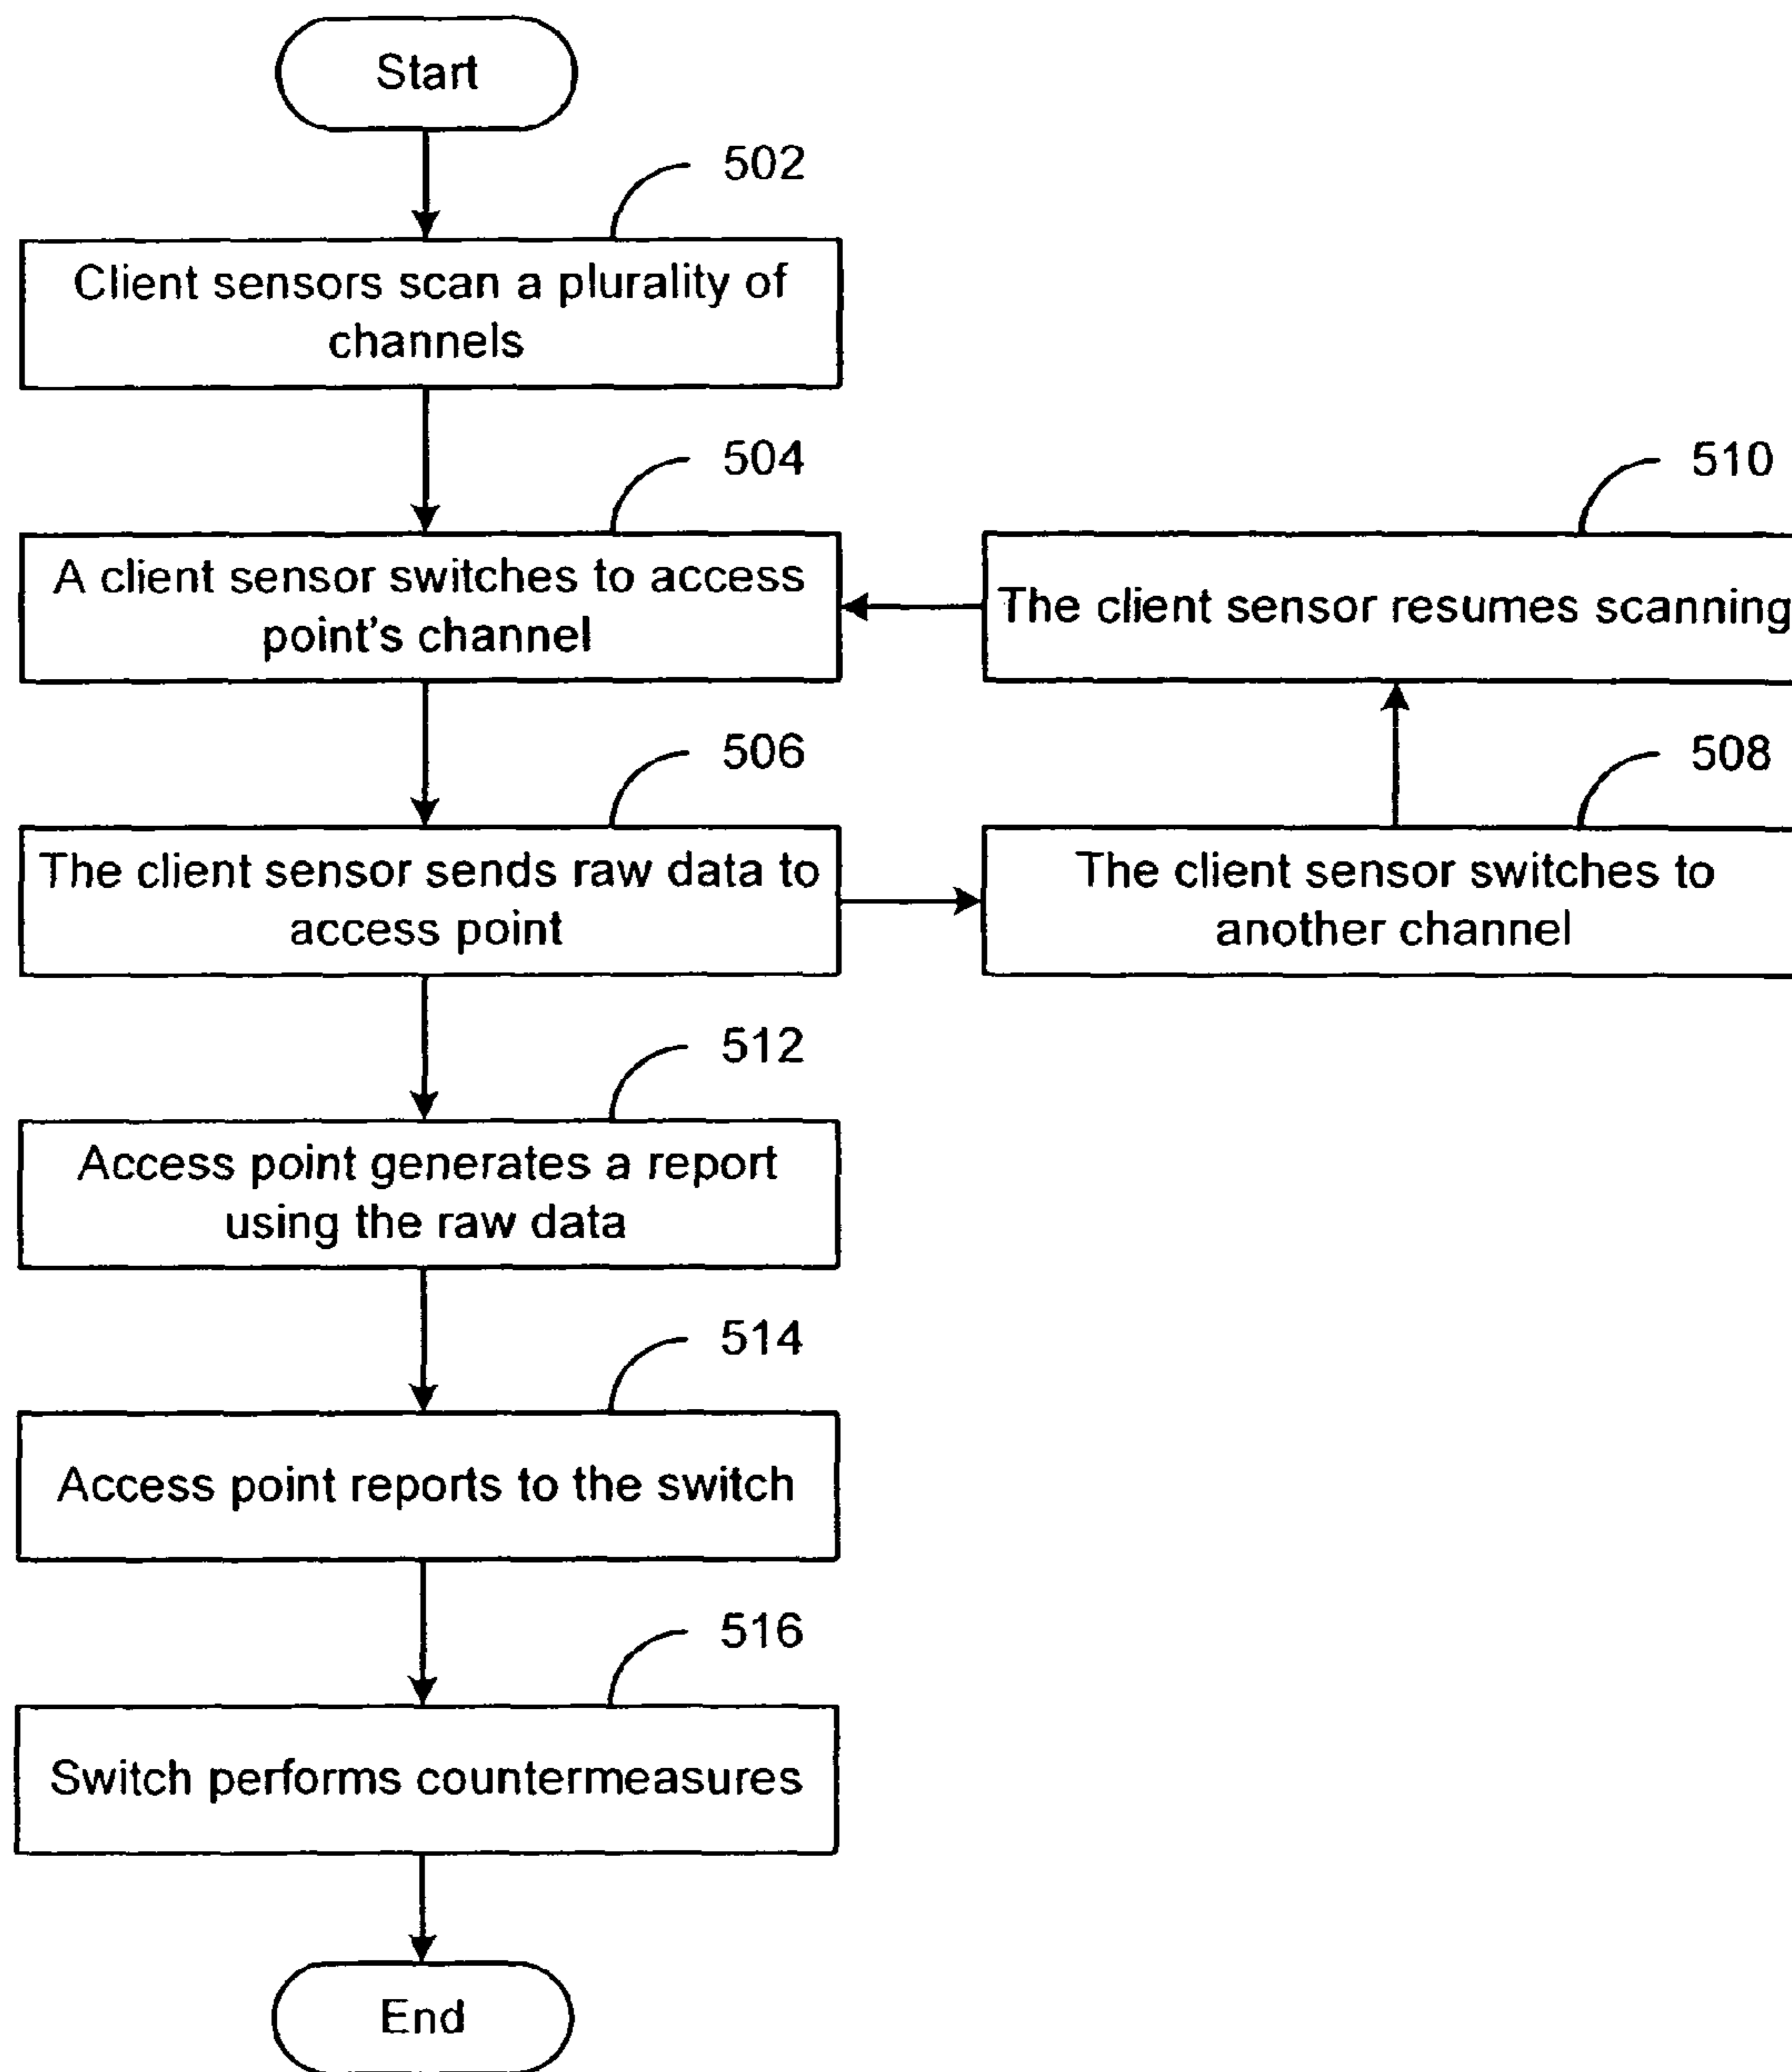 Start
502
Client sensors scan a plurality of
channels
504
A client sensor switches to access
point's channel
510
The client sensor resumes scanning
506
The client sensor sends raw data to
access point
508
The client sensor switches to
another channel
512
Access point generates a report
using the raw data
514
Access point reports to the switch
516
Switch performs countermeasures
End